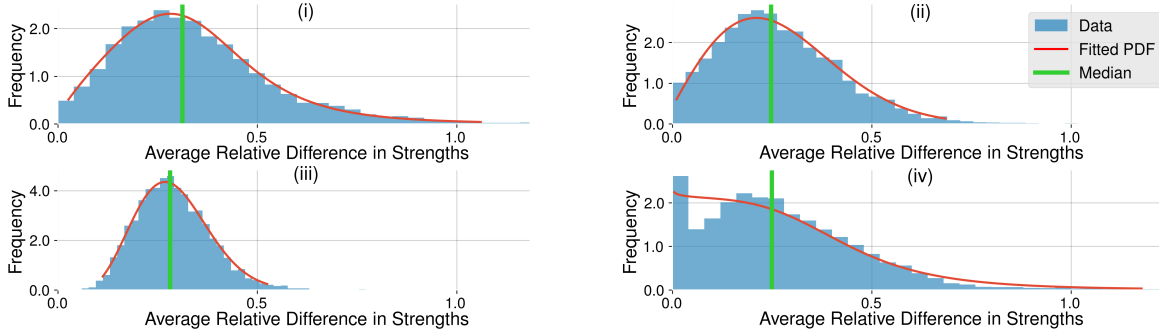 (i)
Frequency
2.0
1.0
0.0
0.0 0.5 1.0
Average Relative Difference in Strengths
(ii)
Frequency
2.0
1.0
0.0
0.0 0.5 1.0
Average Relative Difference in Strengths
Data
Fitted PDF
Median
(iii)
Frequency
4.0
2.0
0.0
0.0 0.5 1.0
Average Relative Difference in Strengths
(iv)
Frequency
2.0
1.0
0.0
0.0 0.5 1.0
Average Relative Difference in Strengths